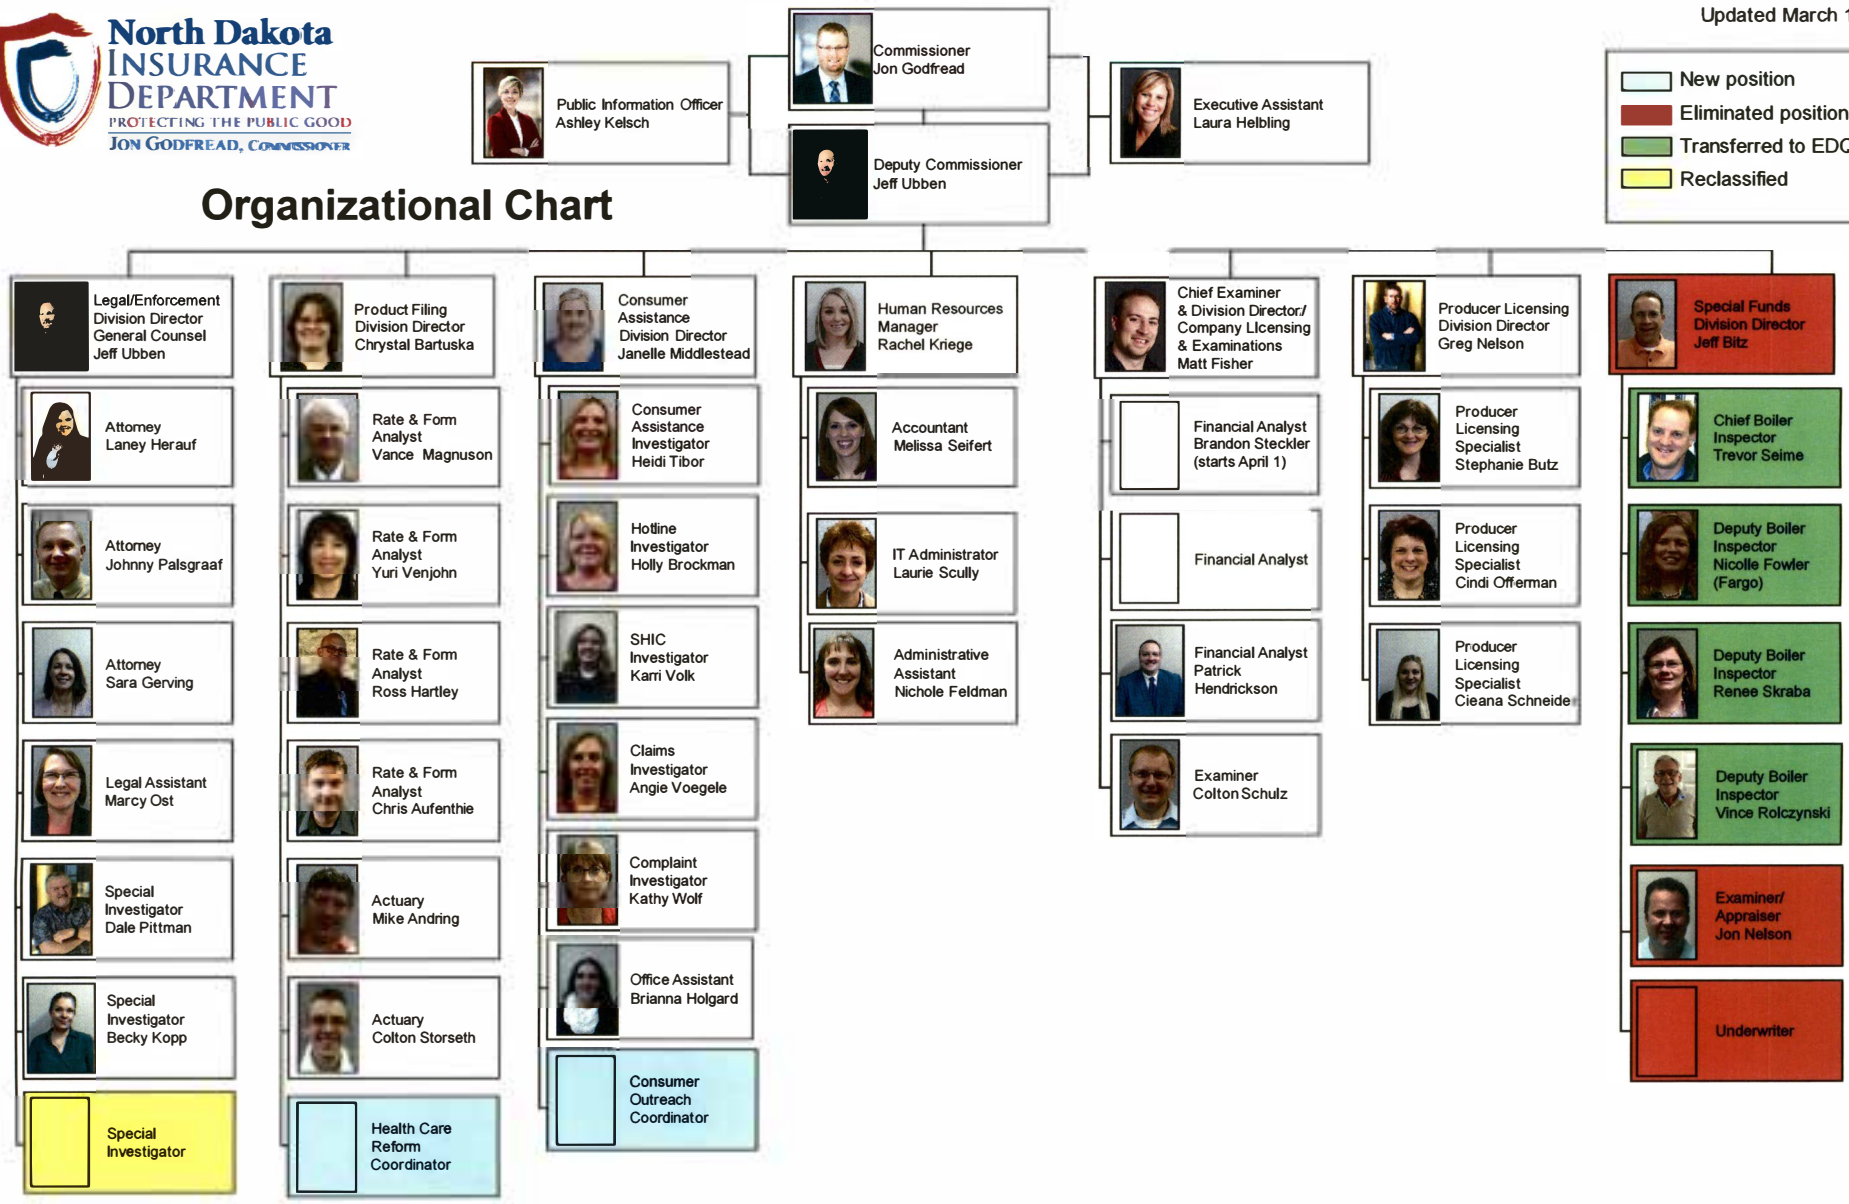 North Dakota
INSURANCE
DEPARTMENT
PROTECTING THE PUBLIC GOOD
JON GODFREAD, COMMISSIONER
Organizational Chart
Updated March 1
New position
Eliminated position
Transferred to EDC
Reclassified
Commissioner
Jon Godfread
Public Information Officer
Ashley Kelsch
Executive Assistant
Laura Helbling
Deputy Commissioner
Jeff Ubben
Legal/Enforcement
Division Director
General Counsel
Jeff Ubben
Attorney
Laney Herauf
Attorney
Johnny Palsgraaf
Attorney
Sara Gerving
Legal Assistant
Marcy Ost
Special
Investigator
Dale Pittman
Special
Investigator
Becky Kopp
Special
Investigator
Product Filing
Division Director
Chrystal Bartuska
Rate & Form
Analyst
Vance Magnuson
Rate & Form
Analyst
Yuri Venjohn
Rate & Form
Analyst
Ross Hartley
Rate & Form
Analyst
Chris Aufenthie
Actuary
Mike Andring
Actuary
Colton Storseth
Health Care
Reform
Coordinator
Consumer
Assistance
Division Director
Janelle Middlestead
Consumer
Assistance
Investigator
Heidi Tibor
Hotline
Investigator
Holly Brockman
SHIC
Investigator
Karri Volk
Claims
Investigator
Angie Voegele
Complaint
Investigator
Kathy Wolf
Office Assistant
Brianna Holgard
Consumer
Outreach
Coordinator
Human Resources
Manager
Rachel Kriege
Accountant
Melissa Seifert
IT Administrator
Laurie Scully
Administrative
Assistant
Nichole Feldman
Chief Examiner
& Division Director/
Company Licensing
& Examinations
Matt Fisher
Financial Analyst
Brandon Steckler
(starts April 1)
Financial Analyst
Financial Analyst
Patrick
Hendrickson
Examiner
Colton Schulz
Producer Licensing
Division Director
Greg Nelson
Producer
Licensing
Specialist
Stephanie Butz
Producer
Licensing
Specialist
Cindi Offerman
Producer
Licensing
Specialist
Cieana Schneide
Special Funds
Division Director
Jeff Bitz
Chief Boiler
Inspector
Trevor Seime
Deputy Boiler
Inspector
Nicolle Fowler
(Fargo)
Deputy Boiler
Inspector
Renee Skraba
Deputy Boiler
Inspector
Vince Rolczynski
Examiner/
Appraiser
Jon Nelson
Underwriter